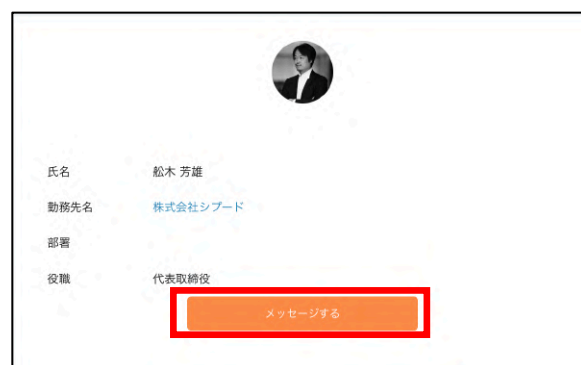 氏名 舩木 芳雄
勤務先名 株式会社シプード
部署
役職 代表取締役
メッセージする